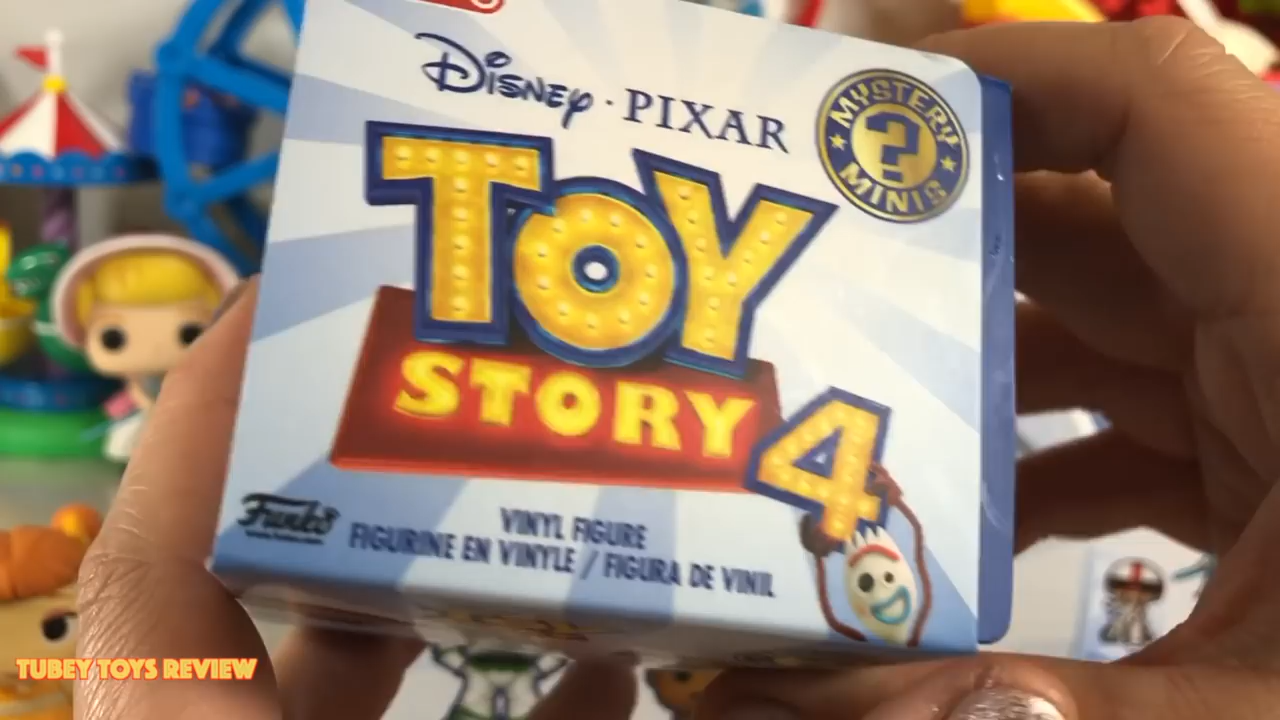 DISNEY · PIXAR
MYSTERY
?
MINIS
TOY
STORY 4
Funko
VINYL FIGURE
FIGURINE EN VINYLE / FIGURA DE VINIL
TUBEY TOYS REVIEW